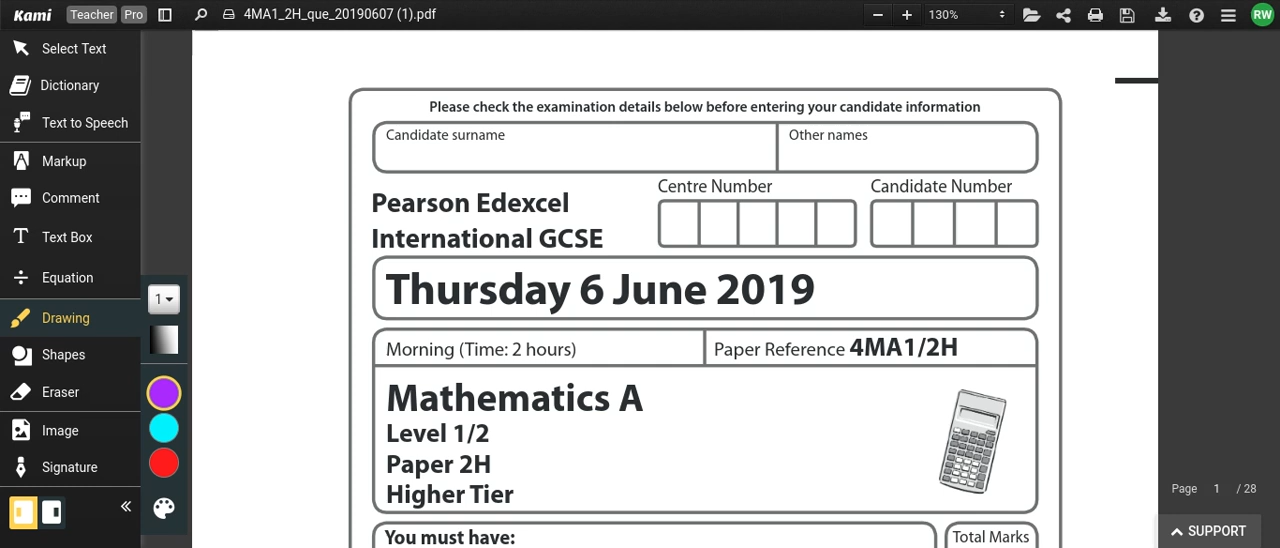 Kami Teacher Pro 4MA1_2H_que_20190607 (1).pdf 130% RW
Select Text
Dictionary
Text to Speech
Markup
Comment
Text Box
Equation
Drawing
Shapes
Eraser
Image
Signature
1
Please check the examination details below before entering your candidate information
Candidate surname Other names
Centre Number Candidate Number
Pearson Edexcel
International GCSE
Thursday 6 June 2019
Morning (Time: 2 hours) Paper Reference 4MA1/2H
Mathematics A
Level 1/2
Paper 2H
Higher Tier
You must have: Total Marks
Page 1 / 28
SUPPORT